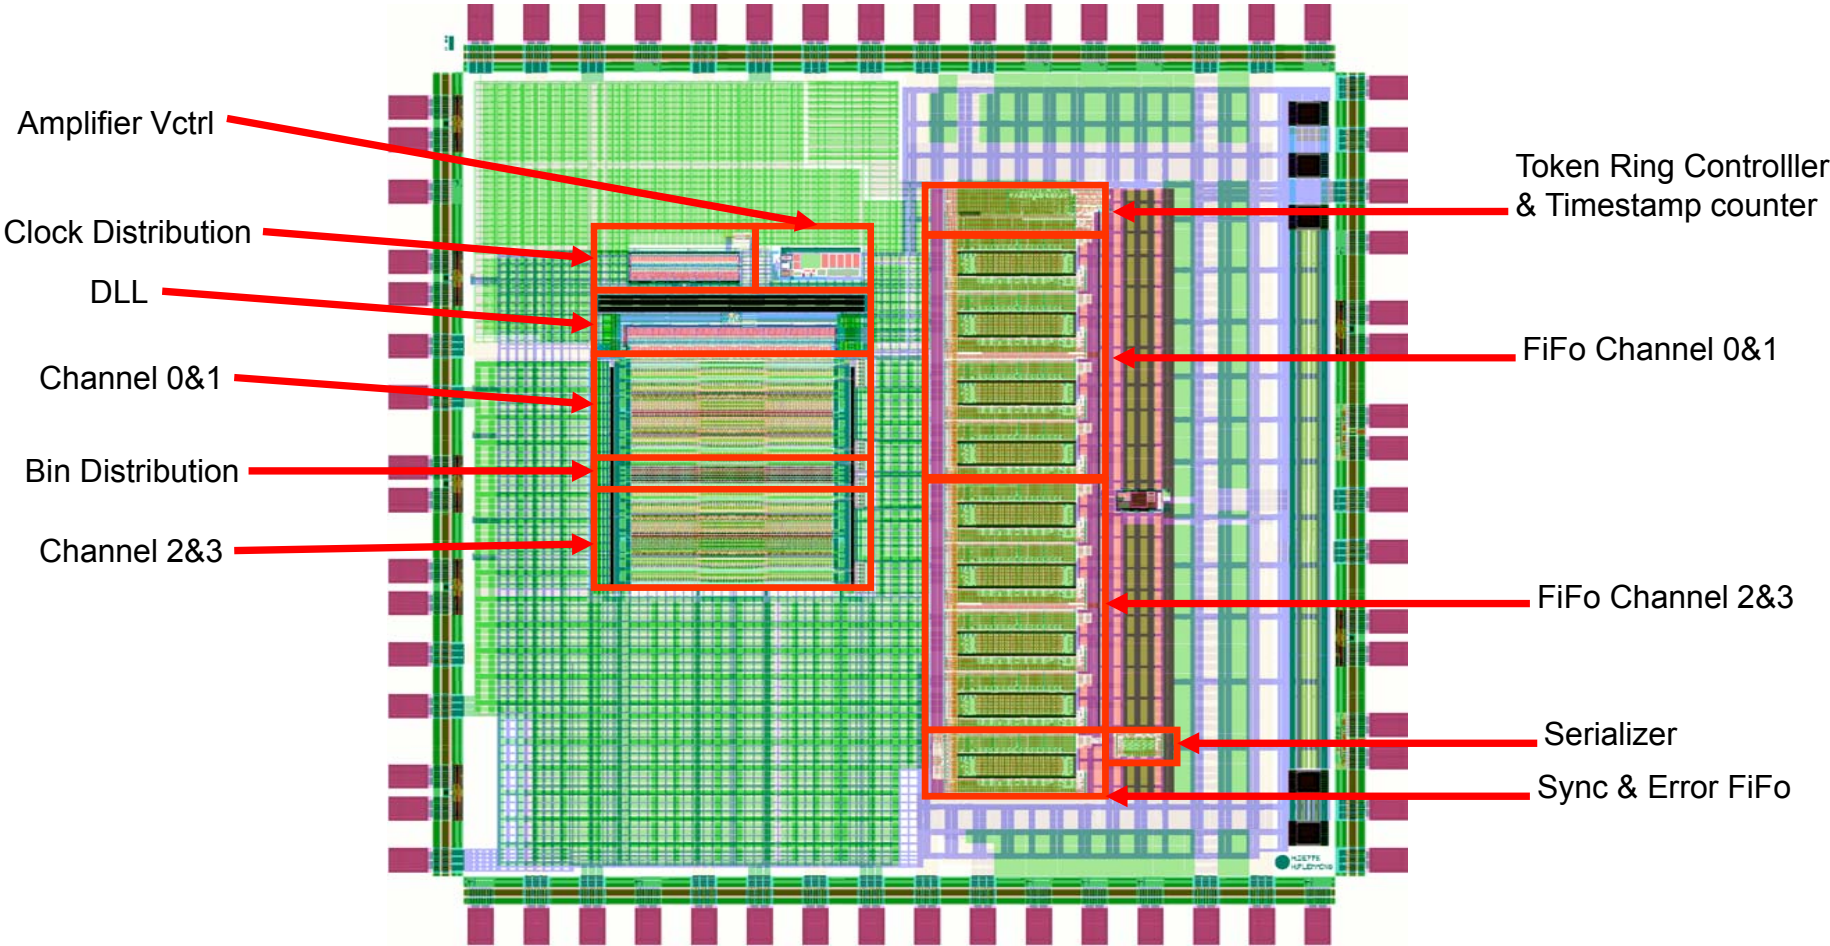 Amplifier Vctrl
Clock Distribution
DLL
Channel 0&1
Bin Distribution
Channel 2&3
Token Ring Controlller
& Timestamp counter
FiFo Channel 0&1
FiFo Channel 2&3
Serializer
Sync & Error FiFo